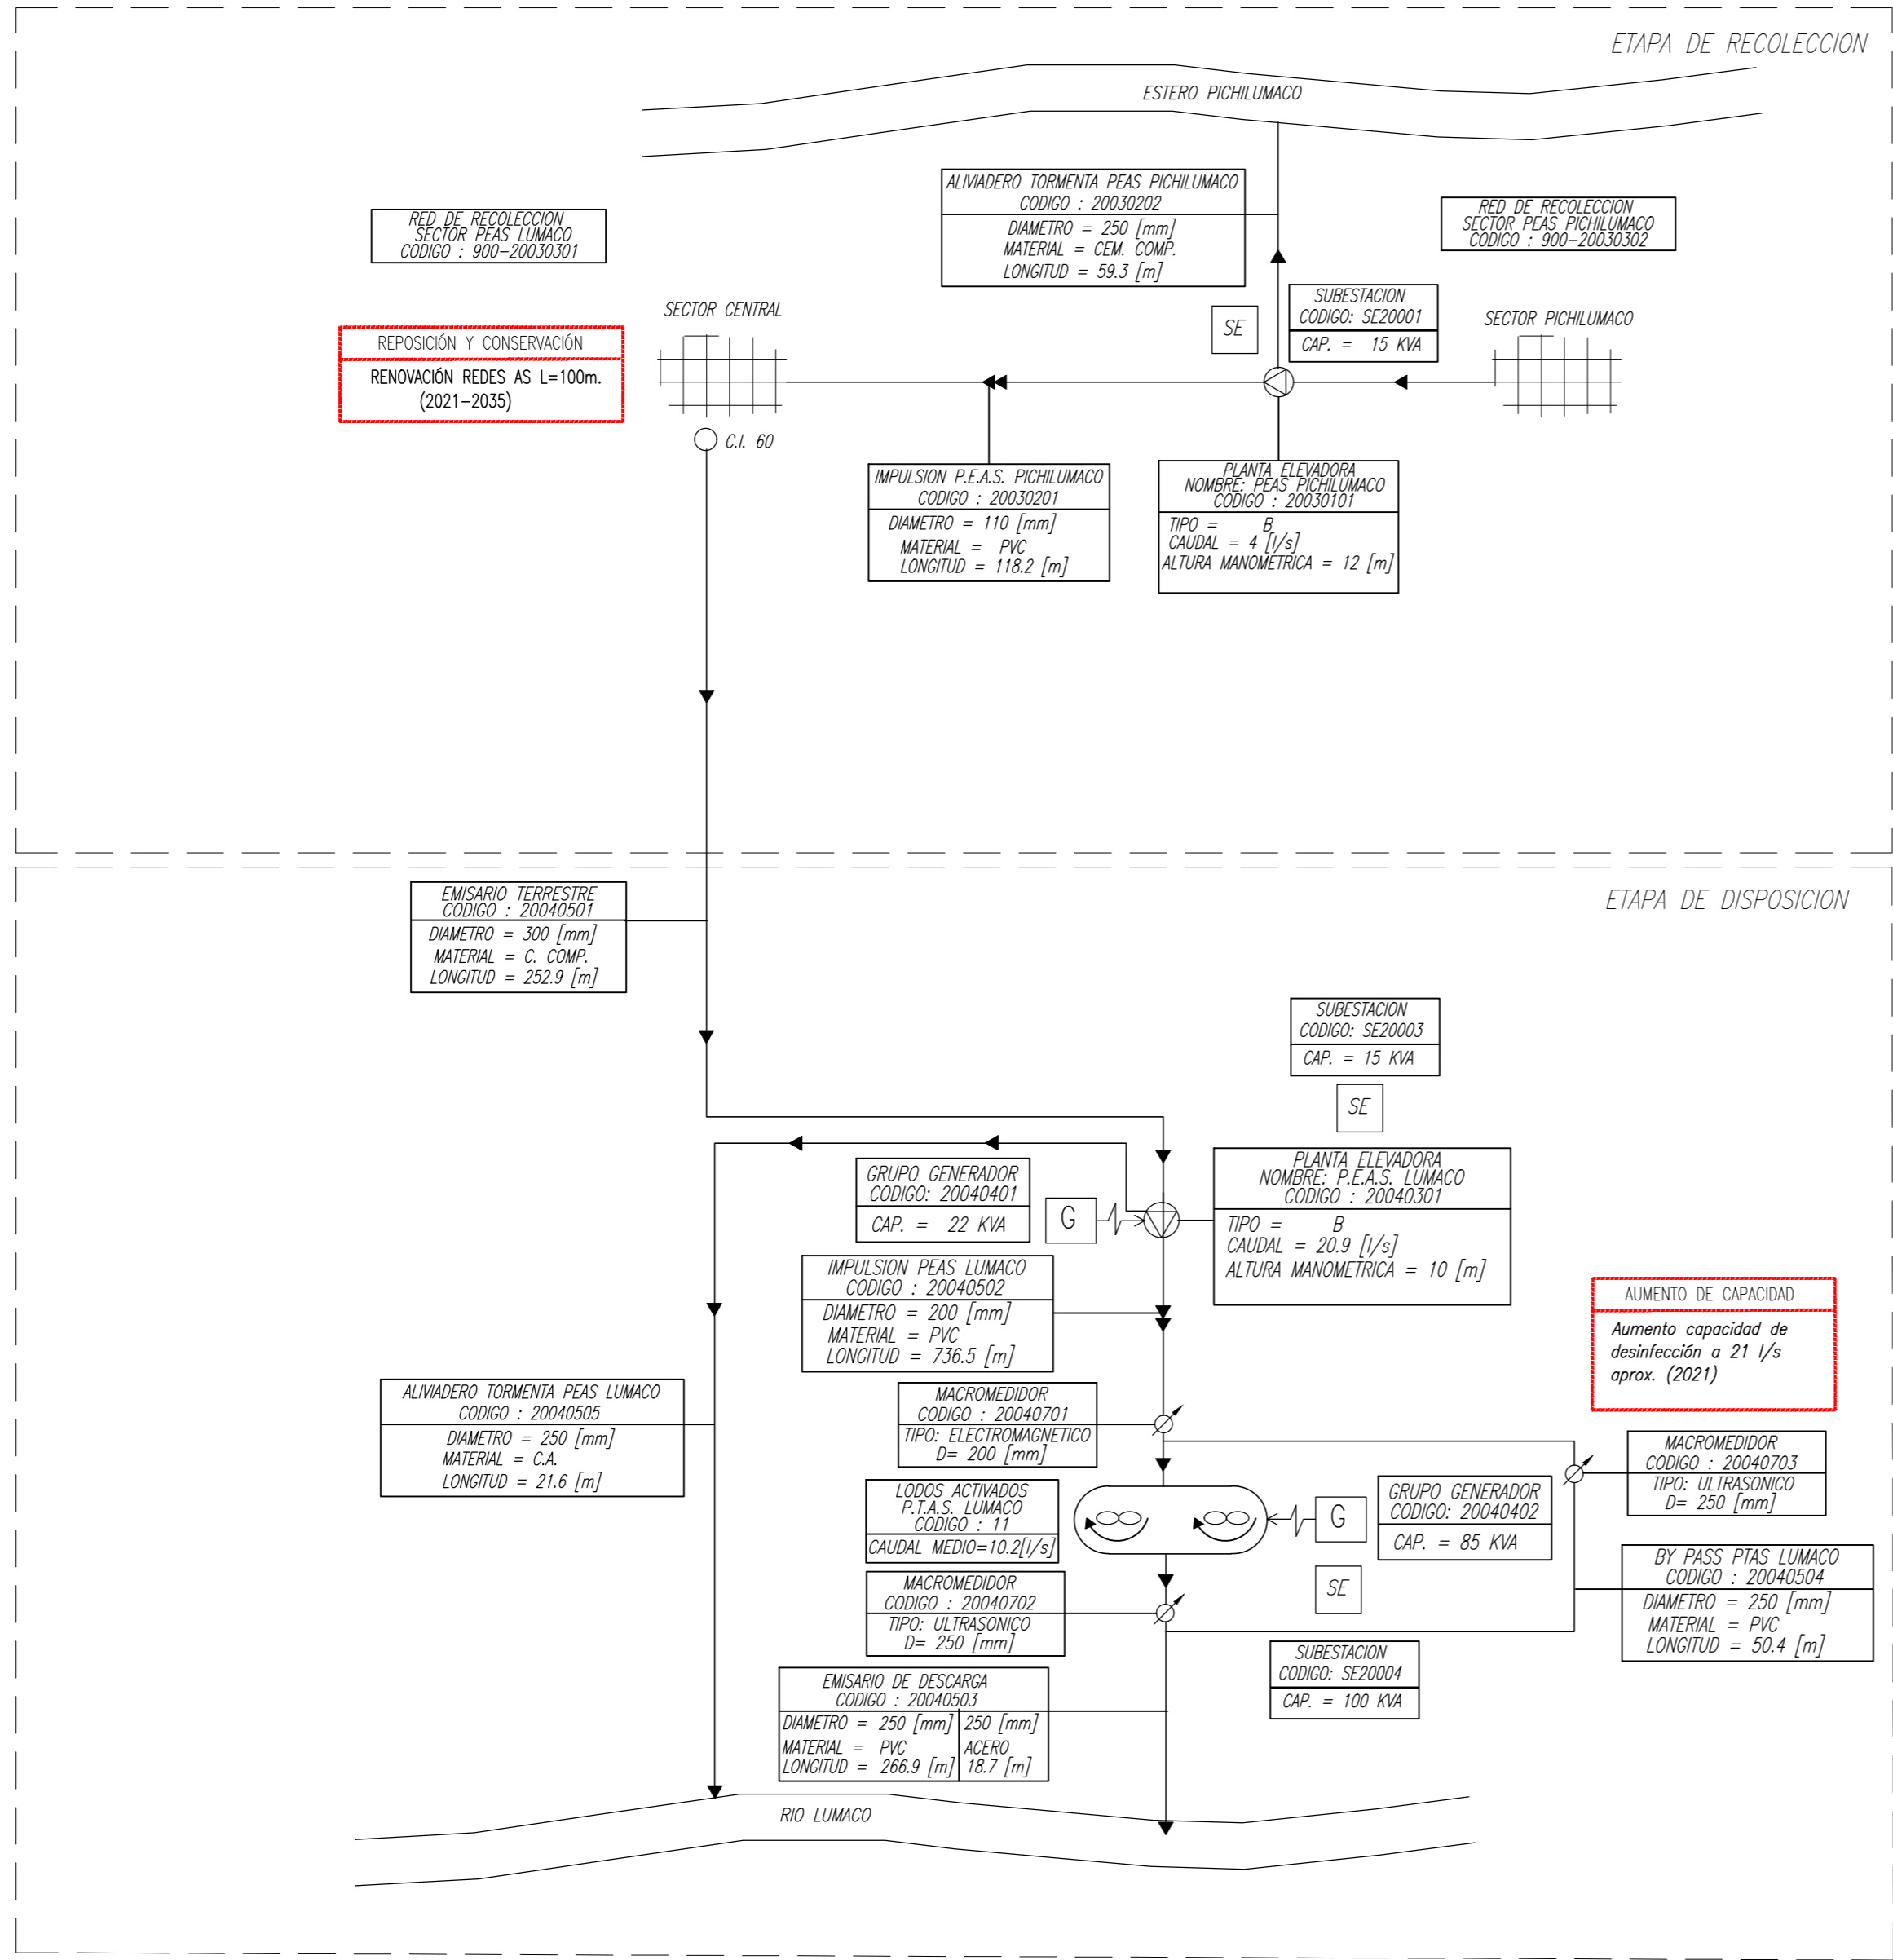 ETAPA DE RECOLECCION
ESTERO PICHILUMACO
ALIVIADERO TORMENTA PEAS PICHILUMACO
CODIGO : 20030202
DIAMETRO = 250 [mm]
MATERIAL = CEM. COMP.
LONGITUD = 59.3 [m]
RED DE RECOLECCION
SECTOR PEAS LUMACO
CODIGO : 900-20030301
RED DE RECOLECCION
SECTOR PEAS PICHILUMACO
CODIGO : 900-20030302
SECTOR CENTRAL
SE
SUBESTACION
CODIGO: SE20001
CAP. = 15 KVA
SECTOR PICHILUMACO
REPOSICIÓN Y CONSERVACIÓN
RENOVACIÓN REDES AS L=100m.
(2021-2035)
C.I. 60
IMPULSION P.E.A.S. PICHILUMACO
CODIGO : 20030201
DIAMETRO = 110 [mm]
MATERIAL = PVC
LONGITUD = 118.2 [m]
PLANTA ELEVADORA
NOMBRE: PEAS PICHILUMACO
CODIGO : 20030101
TIPO = B
CAUDAL = 4 [l/s]
ALTURA MANOMETRICA = 12 [m]
ETAPA DE DISPOSICION
EMISARIO TERRESTRE
CODIGO : 20040501
DIAMETRO = 300 [mm]
MATERIAL = C. COMP.
LONGITUD = 252.9 [m]
SUBESTACION
CODIGO: SE20003
CAP. = 15 KVA
SE
GRUPO GENERADOR
CODIGO: 20040401
CAP. = 22 KVA
G
PLANTA ELEVADORA
NOMBRE: P.E.A.S. LUMACO
CODIGO : 20040301
TIPO = B
CAUDAL = 20.9 [l/s]
ALTURA MANOMETRICA = 10 [m]
IMPULSION PEAS LUMACO
CODIGO : 20040502
DIAMETRO = 200 [mm]
MATERIAL = PVC
LONGITUD = 736.5 [m]
AUMENTO DE CAPACIDAD
Aumento capacidad de
desinfección a 21 l/s
aprox. (2021)
ALIVIADERO TORMENTA PEAS LUMACO
CODIGO : 20040505
DIAMETRO = 250 [mm]
MATERIAL = C.A.
LONGITUD = 21.6 [m]
MACROMEDIDOR
CODIGO : 20040701
TIPO: ELECTROMAGNETICO
D= 200 [mm]
MACROMEDIDOR
CODIGO : 20040703
TIPO: ULTRASONICO
D= 250 [mm]
LODOS ACTIVADOS
P.T.A.S. LUMACO
CODIGO : 11
CAUDAL MEDIO=10.2[l/s]
G
GRUPO GENERADOR
CODIGO: 20040402
CAP. = 85 KVA
MACROMEDIDOR
CODIGO : 20040702
TIPO: ULTRASONICO
D= 250 [mm]
SE
BY PASS PTAS LUMACO
CODIGO : 20040504
DIAMETRO = 250 [mm]
MATERIAL = PVC
LONGITUD = 50.4 [m]
SUBESTACION
CODIGO: SE20004
CAP. = 100 KVA
EMISARIO DE DESCARGA
CODIGO : 20040503
DIAMETRO = 250 [mm] 250 [mm]
MATERIAL = PVC ACERO
LONGITUD = 266.9 [m] 18.7 [m]
RIO LUMACO